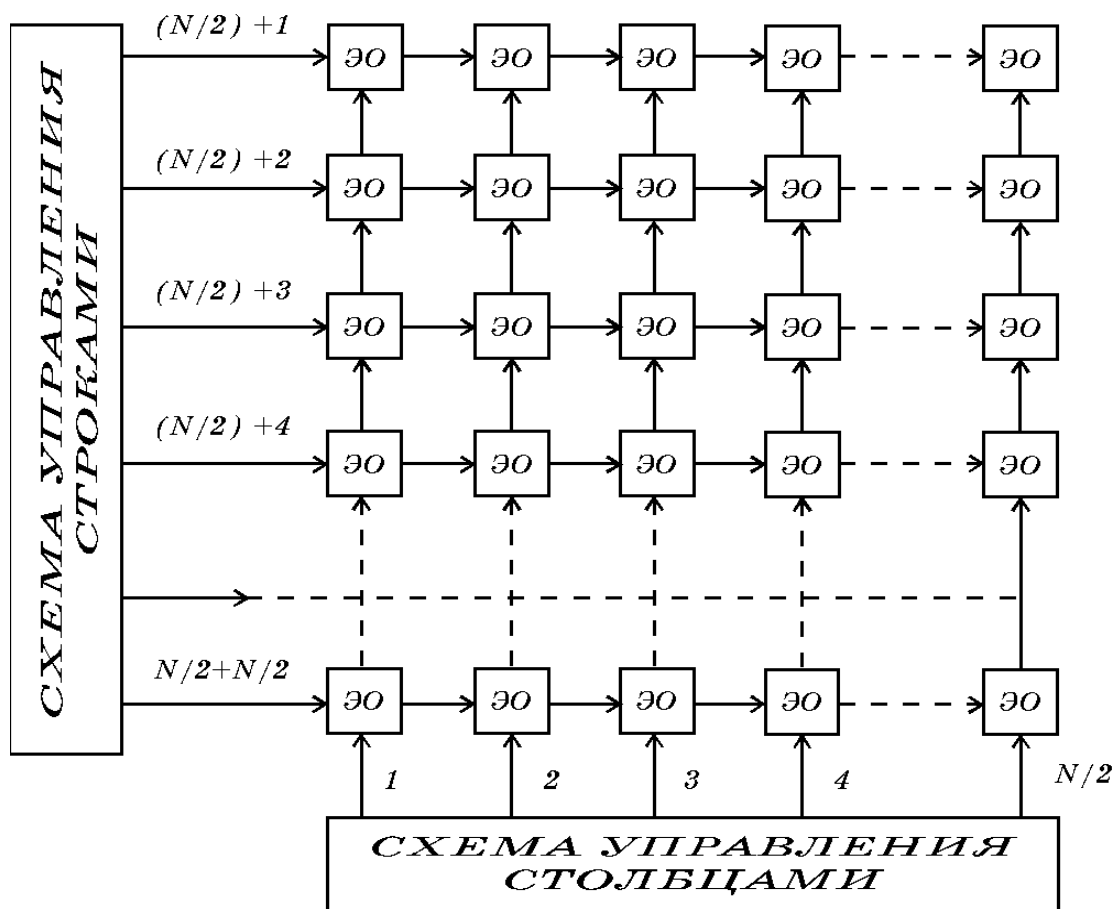 СХЕМА УПРАВЛЕНИЯ
СТРОКАМИ
(N/2) +1
ЭО ЭО ЭО ЭО ЭО
(N/2) +2
ЭО ЭО ЭО ЭО ЭО
(N/2) +3
ЭО ЭО ЭО ЭО ЭО
(N/2) +4
ЭО ЭО ЭО ЭО ЭО
N/2+N/2
ЭО ЭО ЭО ЭО ЭО
1 2 3 4 N/2
СХЕМА УПРАВЛЕНИЯ
СТОЛБЦАМИ